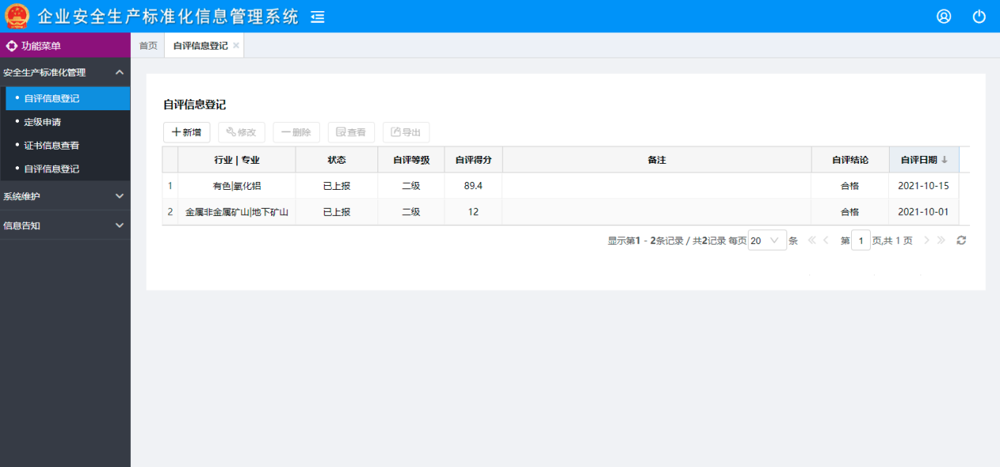 企业安全生产标准化信息管理系统
功能菜单
首页 自评信息登记
安全生产标准化管理
自评信息登记
定级申请
证书信息查看
自评信息登记
系统维护
信息告知
自评信息登记
新增 修改 删除 查看 导出
行业 | 专业 状态 自评等级 自评得分 备注 自评结论 自评日期
1 有色|氧化铝 已上报 二级 89.4 合格 2021-10-15
2 金属非金属矿山|地下矿山 已上报 二级 12 合格 2021-10-01
显示第1 - 2条记录 / 共2记录 每页 20 条 第 1 页,共 1 页